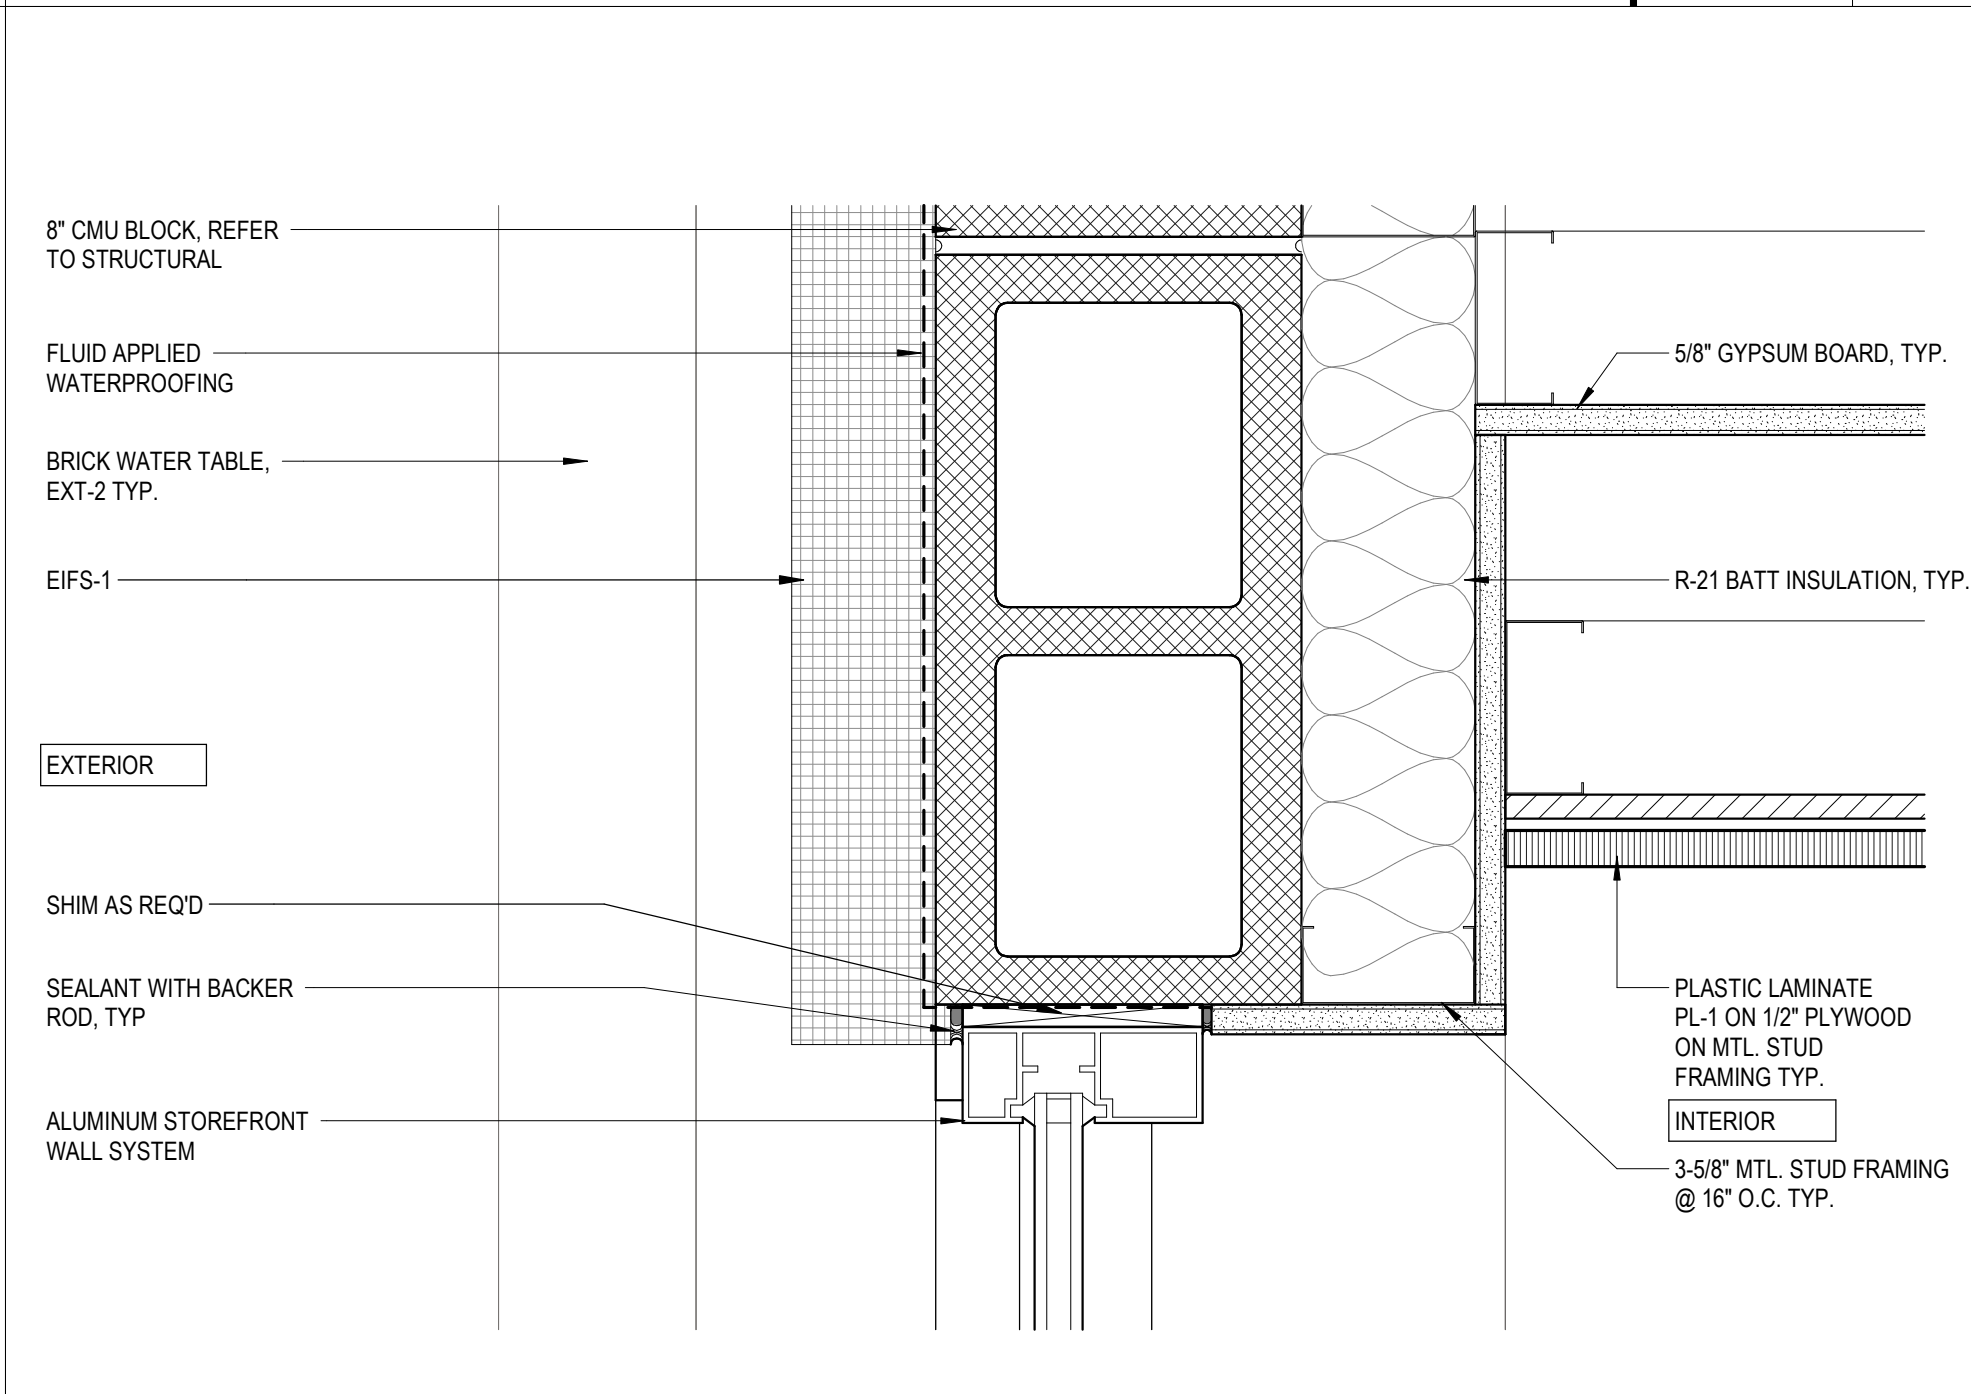 8" CMU BLOCK, REFER
TO STRUCTURAL
FLUID APPLIED
WATERPROOFING
BRICK WATER TABLE,
EXT-2 TYP.
EIFS-1
EXTERIOR
SHIM AS REQ'D
SEALANT WITH BACKER
ROD, TYP
ALUMINUM STOREFRONT
WALL SYSTEM
5/8" GYPSUM BOARD, TYP.
R-21 BATT INSULATION, TYP.
PLASTIC LAMINATE
PL-1 ON 1/2" PLYWOOD
ON MTL. STUD
FRAMING TYP.
INTERIOR
3-5/8" MTL. STUD FRAMING
@ 16" O.C. TYP.